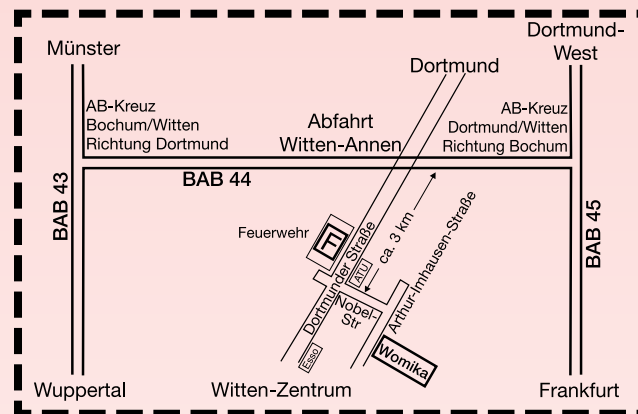 Münster
Dortmund-
West
Dortmund
AB-Kreuz
Bochum/Witten
Richtung Dortmund
Abfahrt
Witten-Annen
AB-Kreuz
Dortmund/Witten
Richtung Bochum
BAB 44
BAB 43
BAB 45
Feuerwehr
F
Dortmunder Straße
ATU
ca. 3 km
Arthur-Imhausen-Straße
Nobel-
Str
Esso
Womika
Wuppertal
Witten-Zentrum
Frankfurt